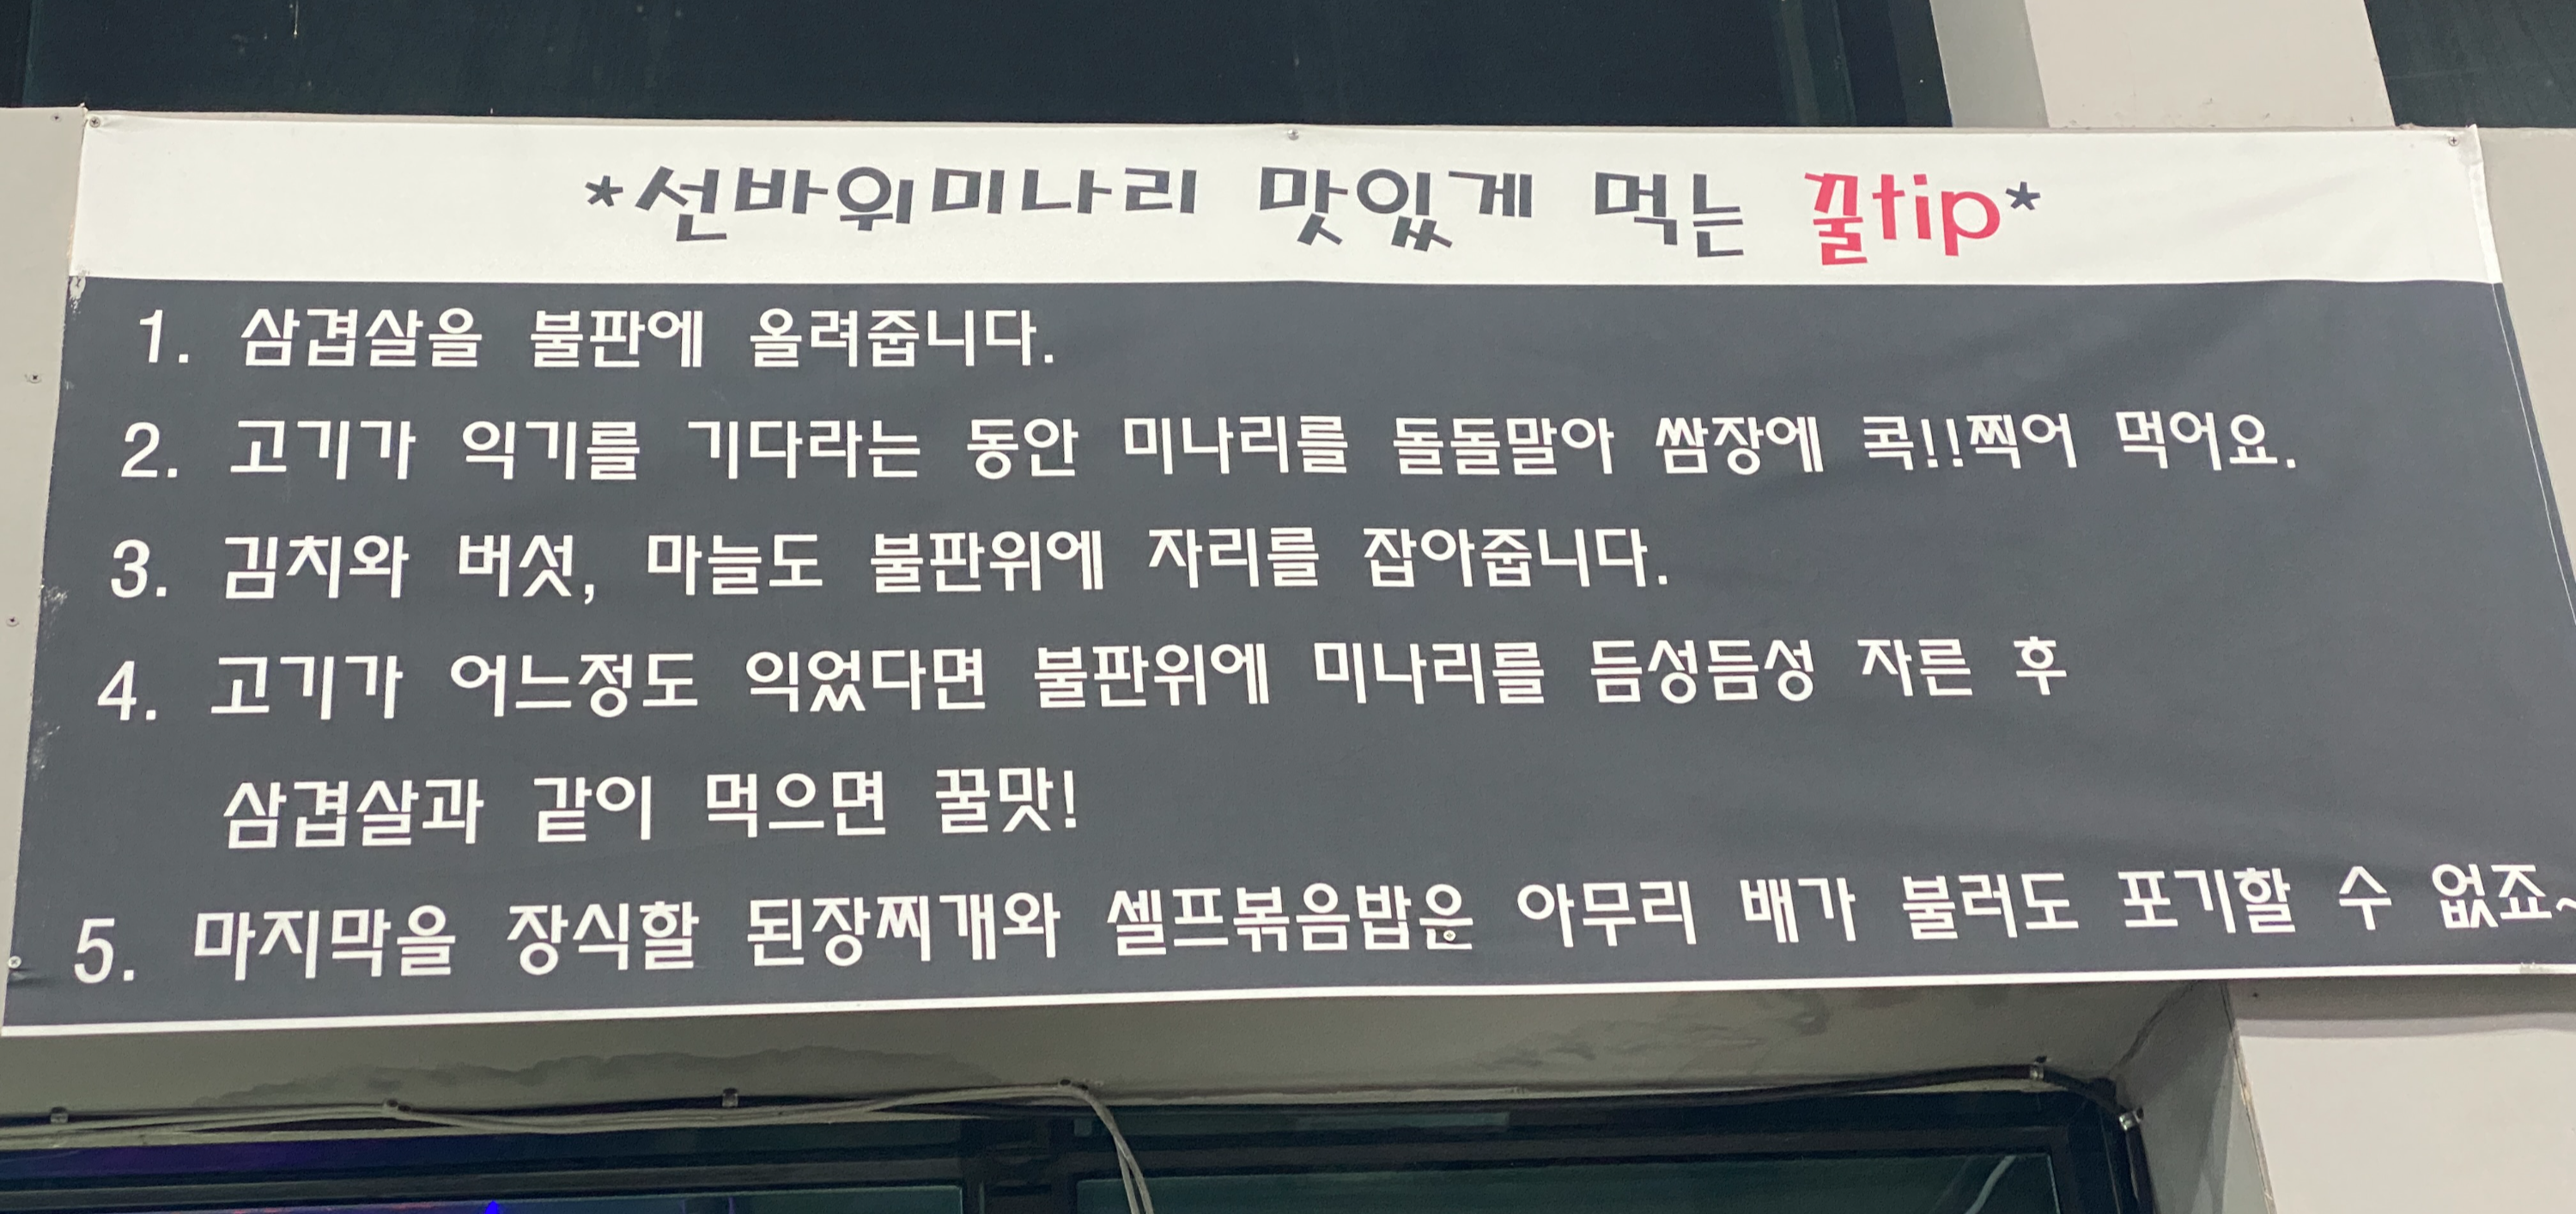 *선바위미나리 맛있게 먹는 꿀tip*
1. 삼겹살을 불판에 올려줍니다.
2. 고기가 익기를 기다라는 동안 미나리를 돌돌말아 쌈장에 콕!!찍어 먹어요.
3. 김치와 버섯, 마늘도 불판위에 자리를 잡아줍니다.
4. 고기가 어느정도 익었다면 불판위에 미나리를 듬성듬성 자른 후
삼겹살과 같이 먹으면 꿀맛!
5. 마지막을 장식할 된장찌개와 셀프볶음밥은 아무리 배가 불러도 포기할 수 없죠~